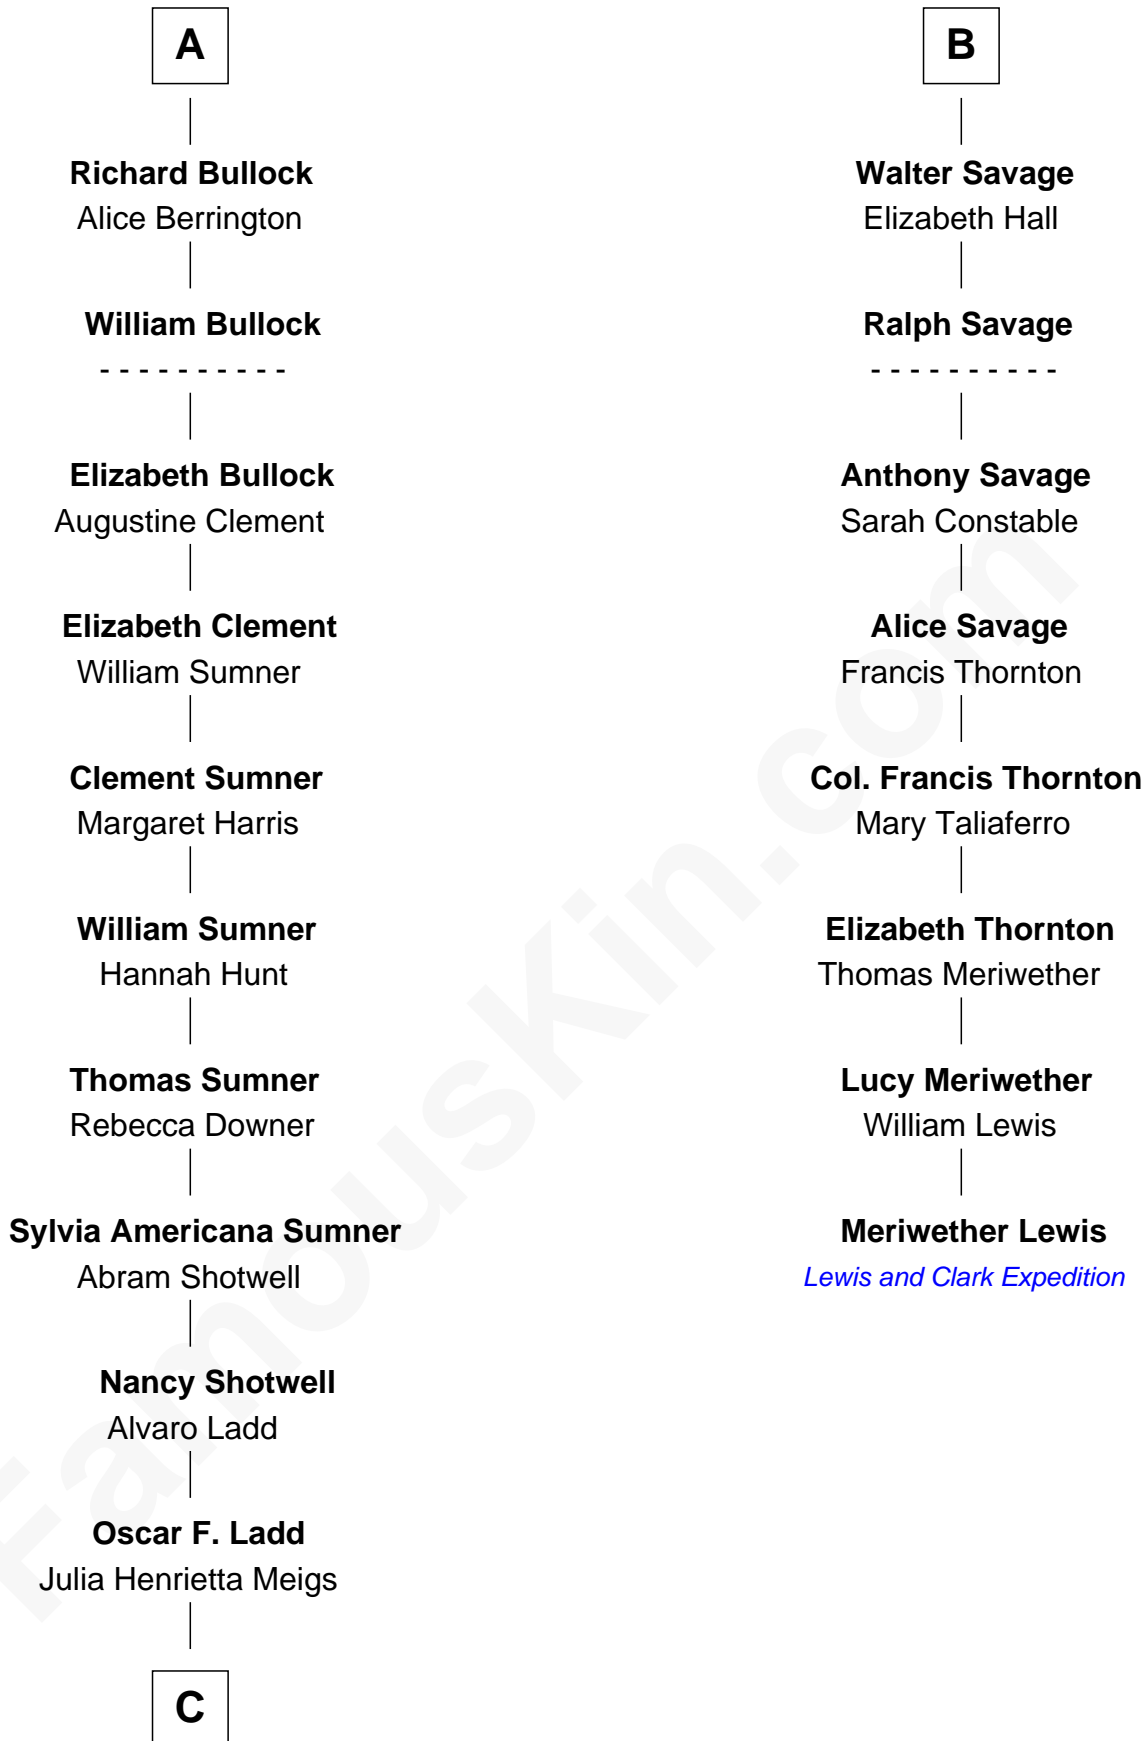 A
Richard Bullock
Alice Berrington
William Bullock
- - - - - - - - - -
Elizabeth Bullock
Augustine Clement
Elizabeth Clement
William Sumner
Clement Sumner
Margaret Harris
William Sumner
Hannah Hunt
Thomas Sumner
Rebecca Downer
Sylvia Americana Sumner
Abram Shotwell
Nancy Shotwell
Alvaro Ladd
Oscar F. Ladd
Julia Henrietta Meigs
C
B
Walter Savage
Elizabeth Hall
Ralph Savage
- - - - - - - - - -
Anthony Savage
Sarah Constable
Alice Savage
Francis Thornton
Col. Francis Thornton
Mary Taliaferro
Elizabeth Thornton
Thomas Meriwether
Lucy Meriwether
William Lewis
Meriwether Lewis
Lewis and Clark Expedition
FamousKin.com